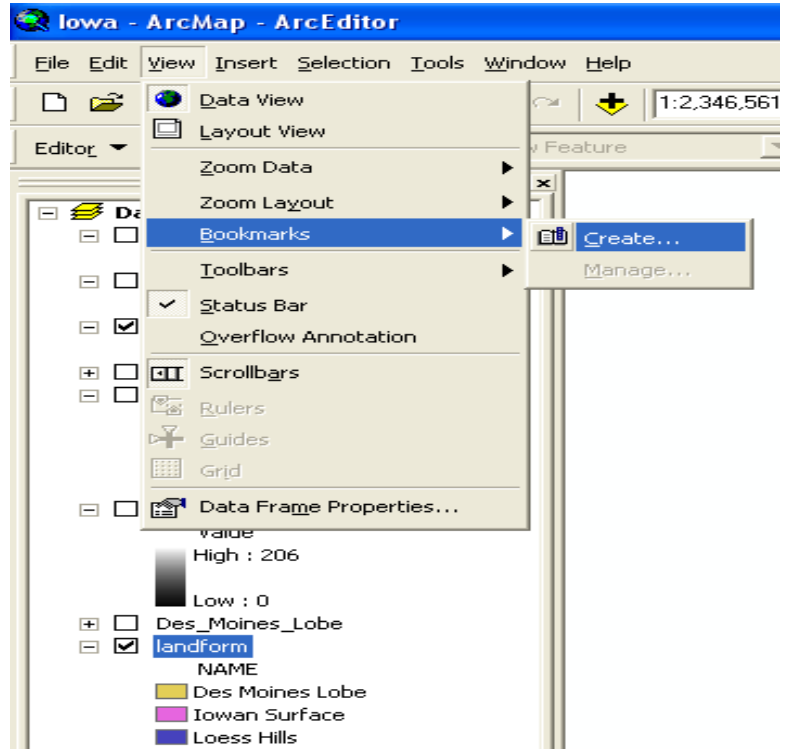 Iowa - ArcMap - ArcEditor
File Edit View Insert Selection Tools Window Help
1:2,346,561
Data View
Layout View
Editor
Feature
Zoom Data
Zoom Layout
Da
Bookmarks
Create...
Toolbars
Manage...
Status Bar
Overflow Annotation
Scrollbars
Rulers
Guides
Grid
Data Frame Properties...
Value
High : 206
Low : 0
Des_Moines_Lobe
landform
NAME
Des Moines Lobe
Iowan Surface
Loess Hills